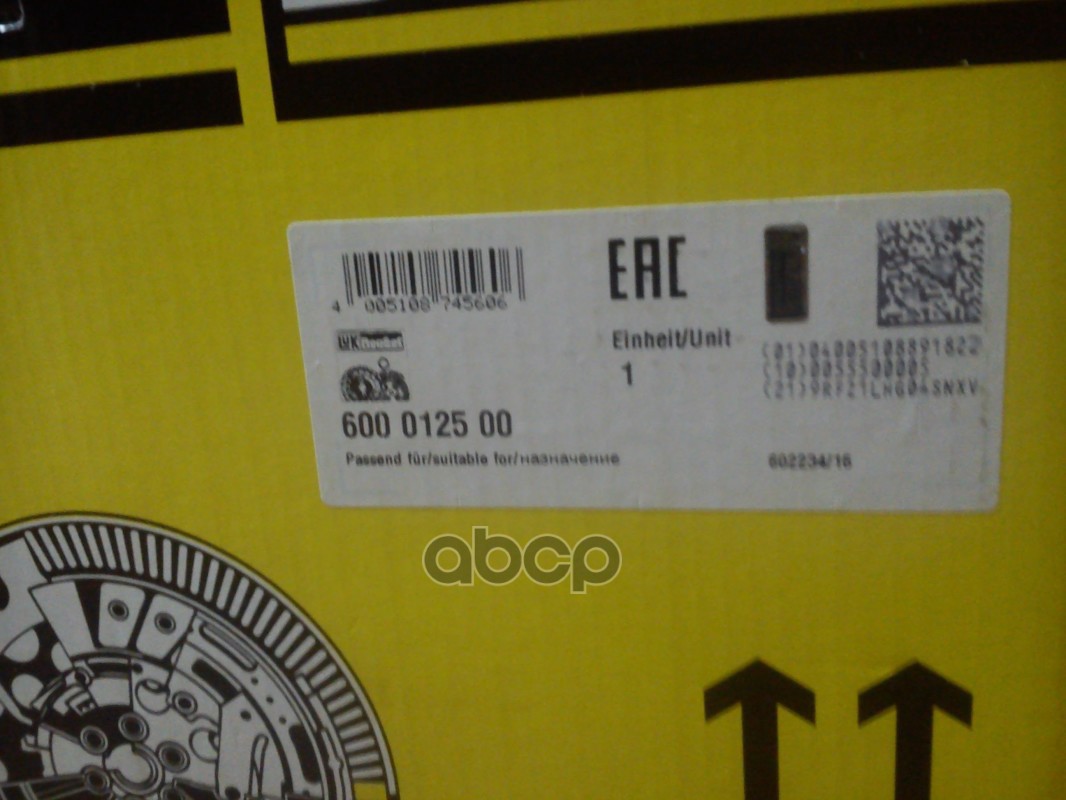 4 005108 745606
EAC
Einheit/Unit
1
(01)04005108891822
(10)0055500005
LuK
600 0125 00
Passend für/suitable for/назначение
602234/16
abcp